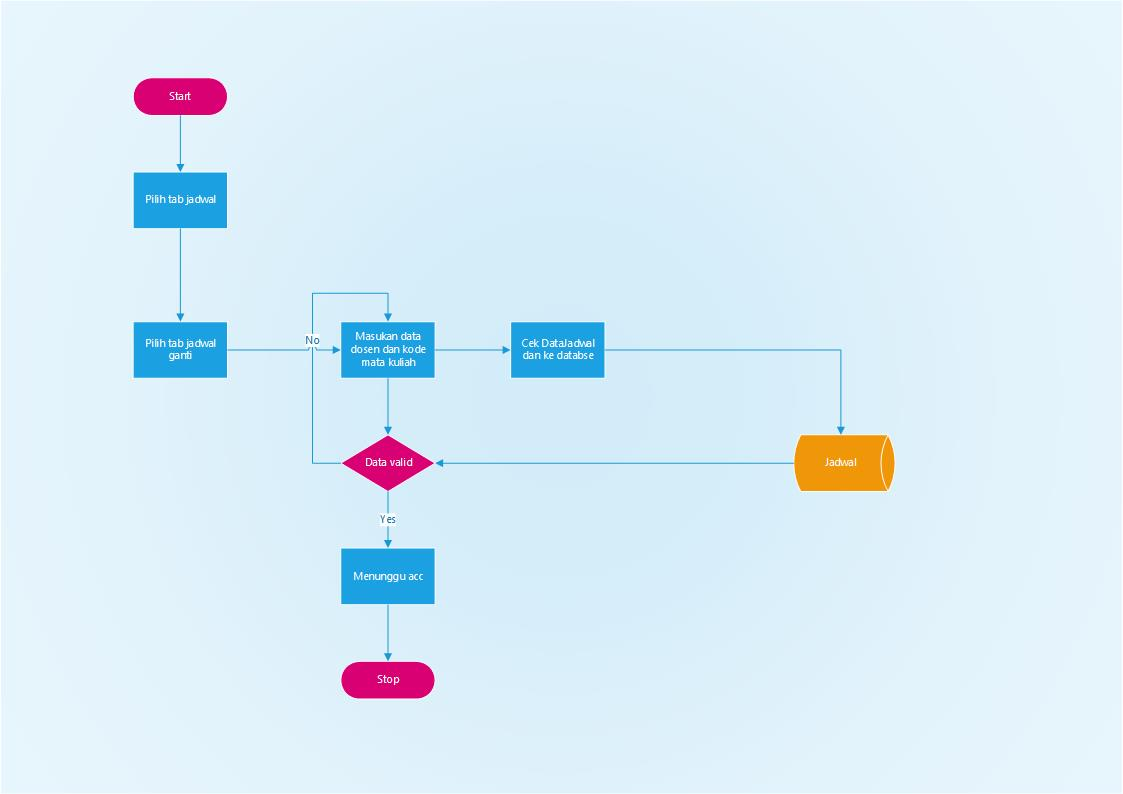 Start
Pilih tab jadwal
Pilih tab jadwal
ganti
No
Masukan data
dosen dan kode
mata kuliah
Cek DataJadwal
dan ke databse
Data valid
Jadwal
Yes
Menunggu acc
Stop